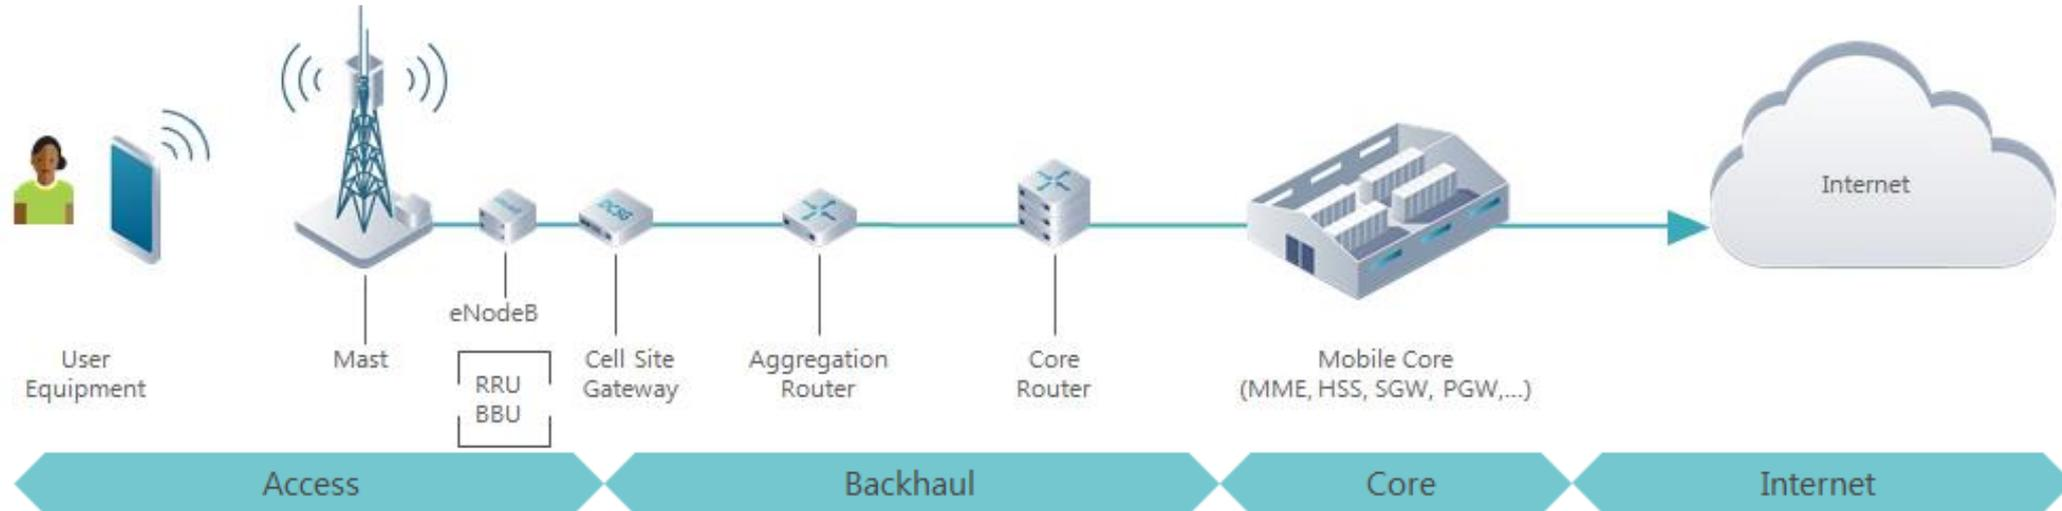 Internet
DCSG
eNodeB
RRU
BBU
User
Equipment
Mast
Cell Site
Gateway
Aggregation
Router
Core
Router
Mobile Core
(MME, HSS, SGW, PGW,...)
Access
Backhaul
Core
Internet